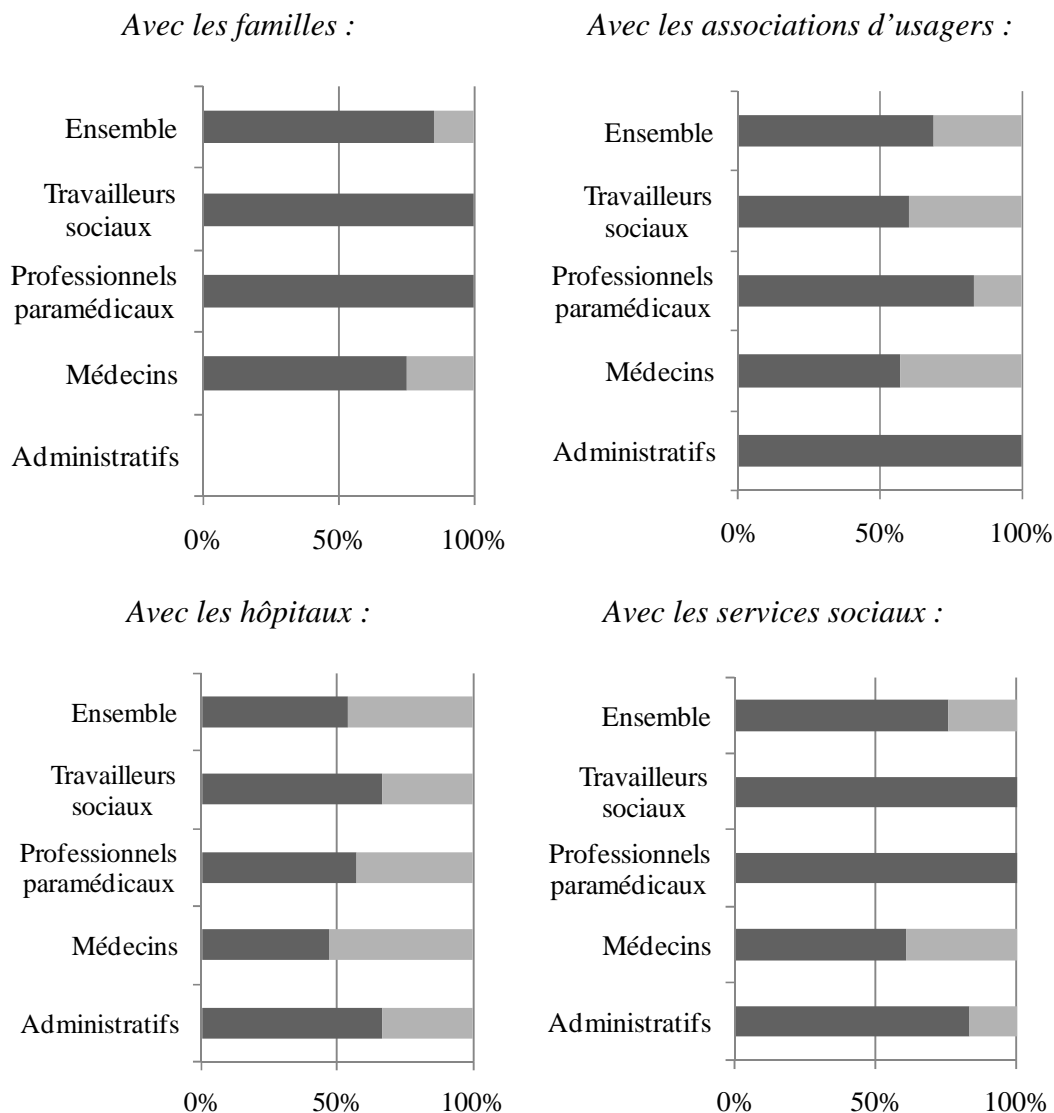 Avec les familles :
Ensemble
Travailleurs
sociaux
Professionnels
paramédicaux
Médecins
Administratifs
0% 50% 100%
Avec les associations d’usagers :
Ensemble
Travailleurs
sociaux
Professionnels
paramédicaux
Médecins
Administratifs
0% 50% 100%
Avec les hôpitaux :
Ensemble
Travailleurs
sociaux
Professionnels
paramédicaux
Médecins
Administratifs
0% 50% 100%
Avec les services sociaux :
Ensemble
Travailleurs
sociaux
Professionnels
paramédicaux
Médecins
Administratifs
0% 50% 100%